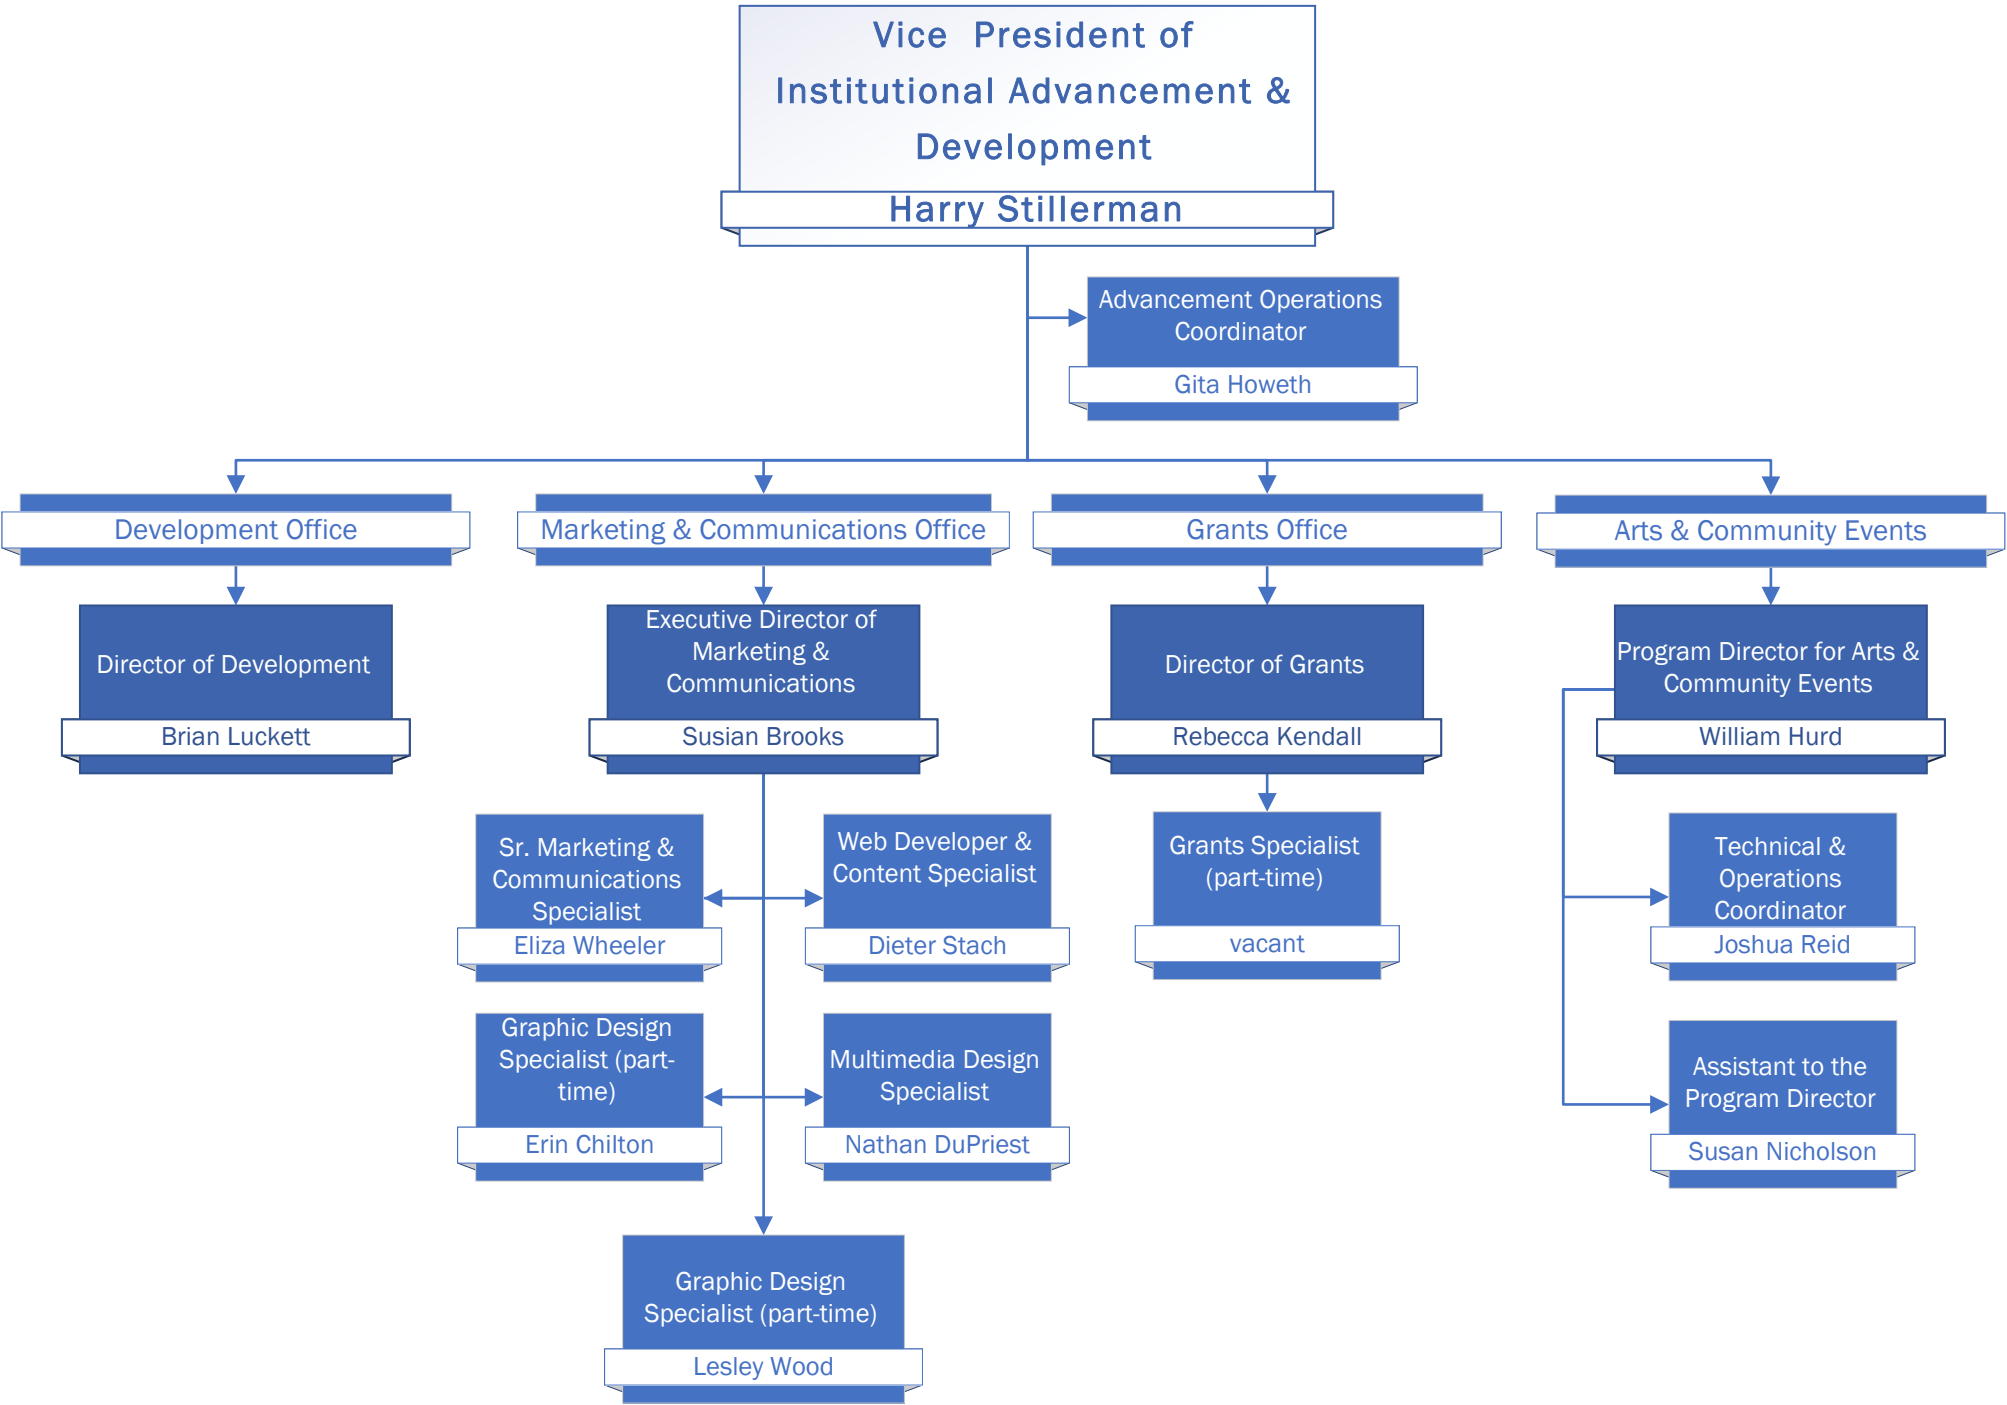 Vice President of
Institutional Advancement &
Development
Harry Stillerman
Advancement Operations
Coordinator
Gita Howeth
Development Office
Marketing & Communications Office
Grants Office
Arts & Community Events
Director of Development
Brian Luckett
Executive Director of
Marketing &
Communications
Susian Brooks
Director of Grants
Rebecca Kendall
Program Director for Arts &
Community Events
William Hurd
Sr. Marketing &
Communications
Specialist
Eliza Wheeler
Web Developer &
Content Specialist
Dieter Stach
Grants Specialist
(part-time)
vacant
Technical &
Operations
Coordinator
Joshua Reid
Graphic Design
Specialist (part-
time)
Erin Chilton
Multimedia Design
Specialist
Nathan DuPriest
Assistant to the
Program Director
Susan Nicholson
Graphic Design
Specialist (part-time)
Lesley Wood